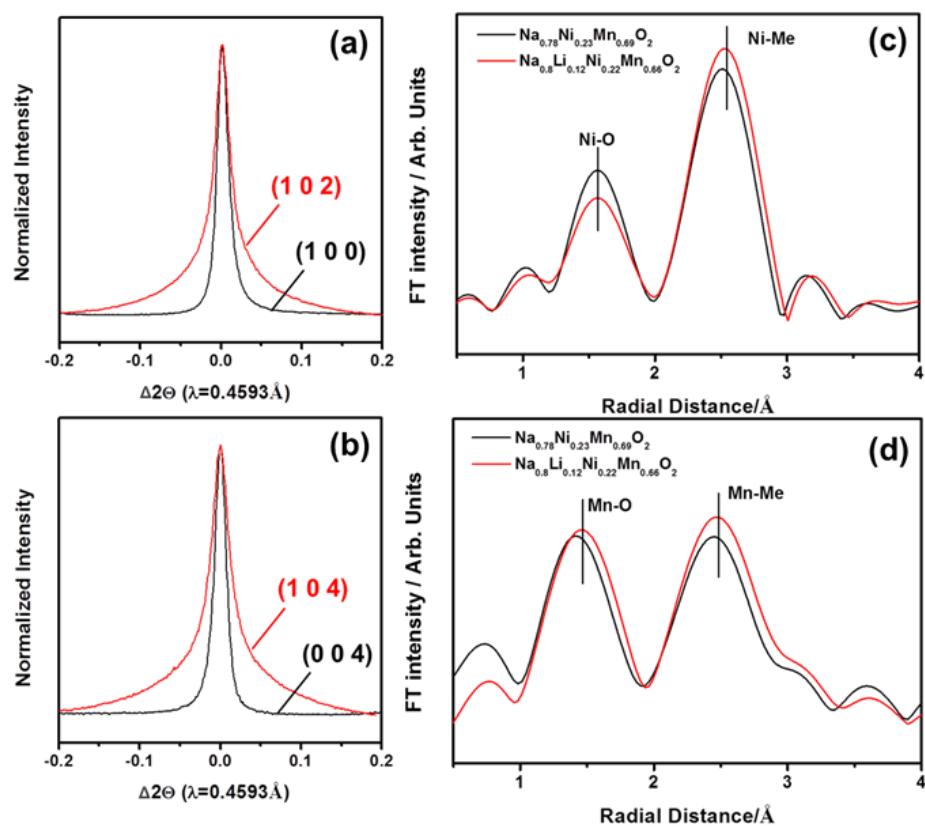 (a)
Normalized Intensity
(1 0 2)
(1 0 0)
-0.2 -0.1 0.0 0.1 0.2
Δ2Θ (λ=0.4593Å)
(c)
Na0.78Ni0.23Mn0.69O2
Na0.8Li0.12Ni0.22Mn0.66O2
Ni-Me
Ni-O
FT intensity / Arb. Units
1 2 3 4
Radial Distance/Å
(b)
Normalized Intensity
(1 0 4)
(0 0 4)
-0.2 -0.1 0.0 0.1 0.2
Δ2Θ (λ=0.4593Å)
(d)
Na0.78Ni0.23Mn0.69O2
Na0.8Li0.12Ni0.22Mn0.66O2
Mn-O
Mn-Me
FT intensity / Arb. Units
1 2 3 4
Radial Distance/Å